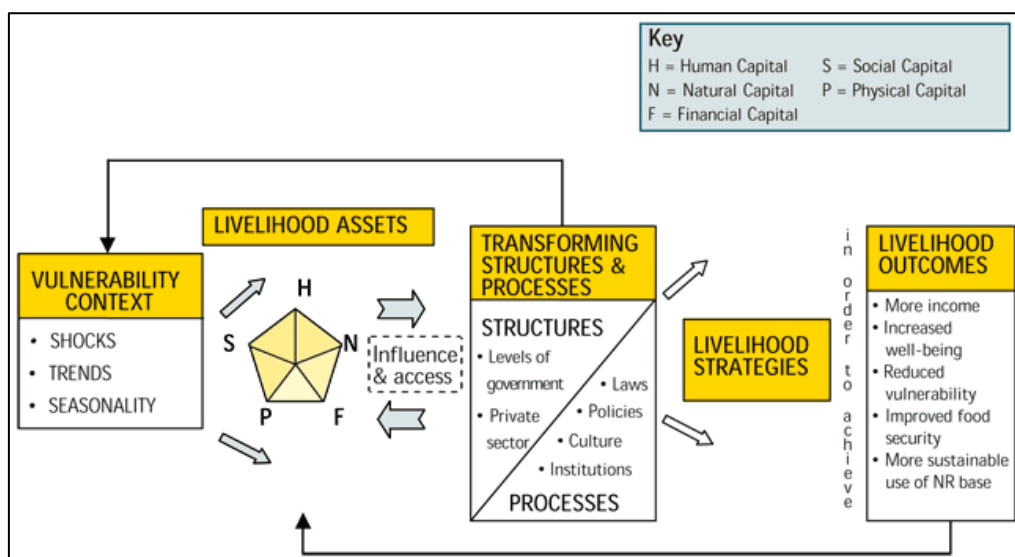 Key
H = Human Capital S = Social Capital
N = Natural Capital P = Physical Capital
F = Financial Capital
LIVELIHOOD ASSETS
VULNERABILITY
CONTEXT
• SHOCKS
• TRENDS
• SEASONALITY
H
S
N
P
F
Influence
& access
TRANSFORMING
STRUCTURES &
PROCESSES
STRUCTURES
• Levels of
government
• Private
sector
• Laws
• Policies
• Culture
• Institutions
PROCESSES
LIVELIHOOD
STRATEGIES
in order to achieve
LIVELIHOOD
OUTCOMES
• More income
• Increased
well-being
• Reduced
vulnerability
• Improved food
security
• More sustainable
use of NR base